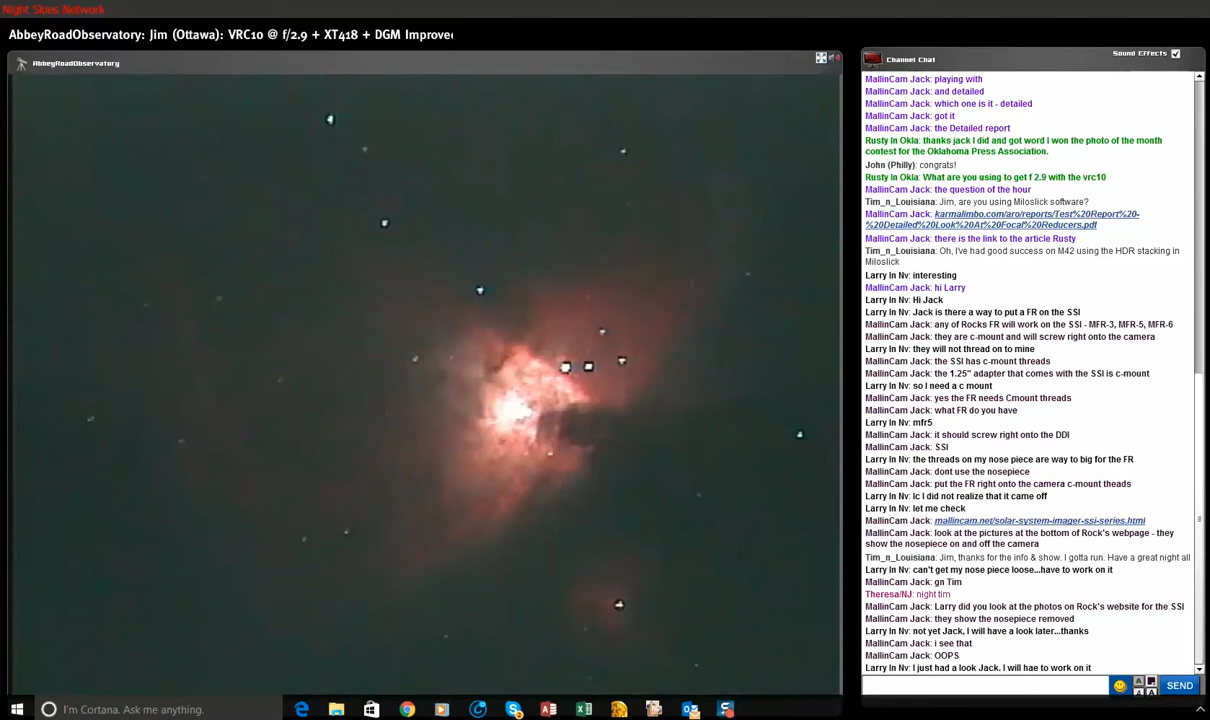 Night Skies Network
AbbeyRoadObservatory: Jim (Ottawa): VRC10 @ f/2.9 + XT418 + DGM Improve
AbbeyRoadObservatory
Sound Effects
Channel Chat
MallinCam Jack: playing with
MallinCam Jack: and detailed
MallinCam Jack: which one is it - detailed
MallinCam Jack: got it
MallinCam Jack: the Detailed report
Rusty In Okla: thanks jack I did and got word I won the photo of the month
contest for the Oklahoma Press Association.
John (Philly): congrats!
Rusty In Okla: What are you using to get f 2.9 with the vrc10
MallinCam Jack: the question of the hour
Tim_n_Louisiana: Jim, are you using Miloslick software?
MallinCam Jack: karmalimbo.com/aro/reports/Test%20Report%20-
%20Detailed%20Look%20At%20Focal%20Reducers.pdf
MallinCam Jack: there is the link to the article Rusty
Tim_n_Louisiana: Oh, I've had good success on M42 using the HDR stacking in
Miloslick
Larry In Nv: interesting
MallinCam Jack: hi Larry
Larry In Nv: Hi Jack
Larry In Nv: Jack is there a way to put a FR on the SSI
MallinCam Jack: any of Rocks FR will work on the SSI - MFR-3, MFR-5, MFR-6
MallinCam Jack: they are c-mount and will screw right onto the camera
Larry In Nv: they will not thread on to mine
MallinCam Jack: the SSI has c-mount threads
MallinCam Jack: the 1.25" adapter that comes with the SSI is c-mount
Larry In Nv: so I need a c mount
MallinCam Jack: yes the FR needs Cmount threads
MallinCam Jack: what FR do you have
Larry In Nv: mfr5
MallinCam Jack: it should screw right onto the DDI
MallinCam Jack: SSI
Larry In Nv: the threads on my nose piece are way to big for the FR
MallinCam Jack: dont use the nosepiece
MallinCam Jack: put the FR right onto the camera c-mount theads
Larry In Nv: Ic I did not realize that it came off
Larry In Nv: let me check
MallinCam Jack: mallincam.net/solar-system-imager-ssi-series.html
MallinCam Jack: look at the pictures at the bottom of Rock's webpage - they
show the nosepiece on and off the camera
Tim_n_Louisiana: Jim, thanks for the info & show. I gotta run. Have a great night all
Larry In Nv: can't get my nose piece loose...have to work on it
MallinCam Jack: gn Tim
Theresa/NJ: night tim
MallinCam Jack: Larry did you look at the photos on Rock's website for the SSI
MallinCam Jack: they show the nosepiece removed
Larry In Nv: not yet Jack, I will have a look later...thanks
MallinCam Jack: i see that
MallinCam Jack: OOPS
Larry In Nv: I just had a look Jack. I will hae to work on it
SEND
I'm Cortana. Ask me anything.